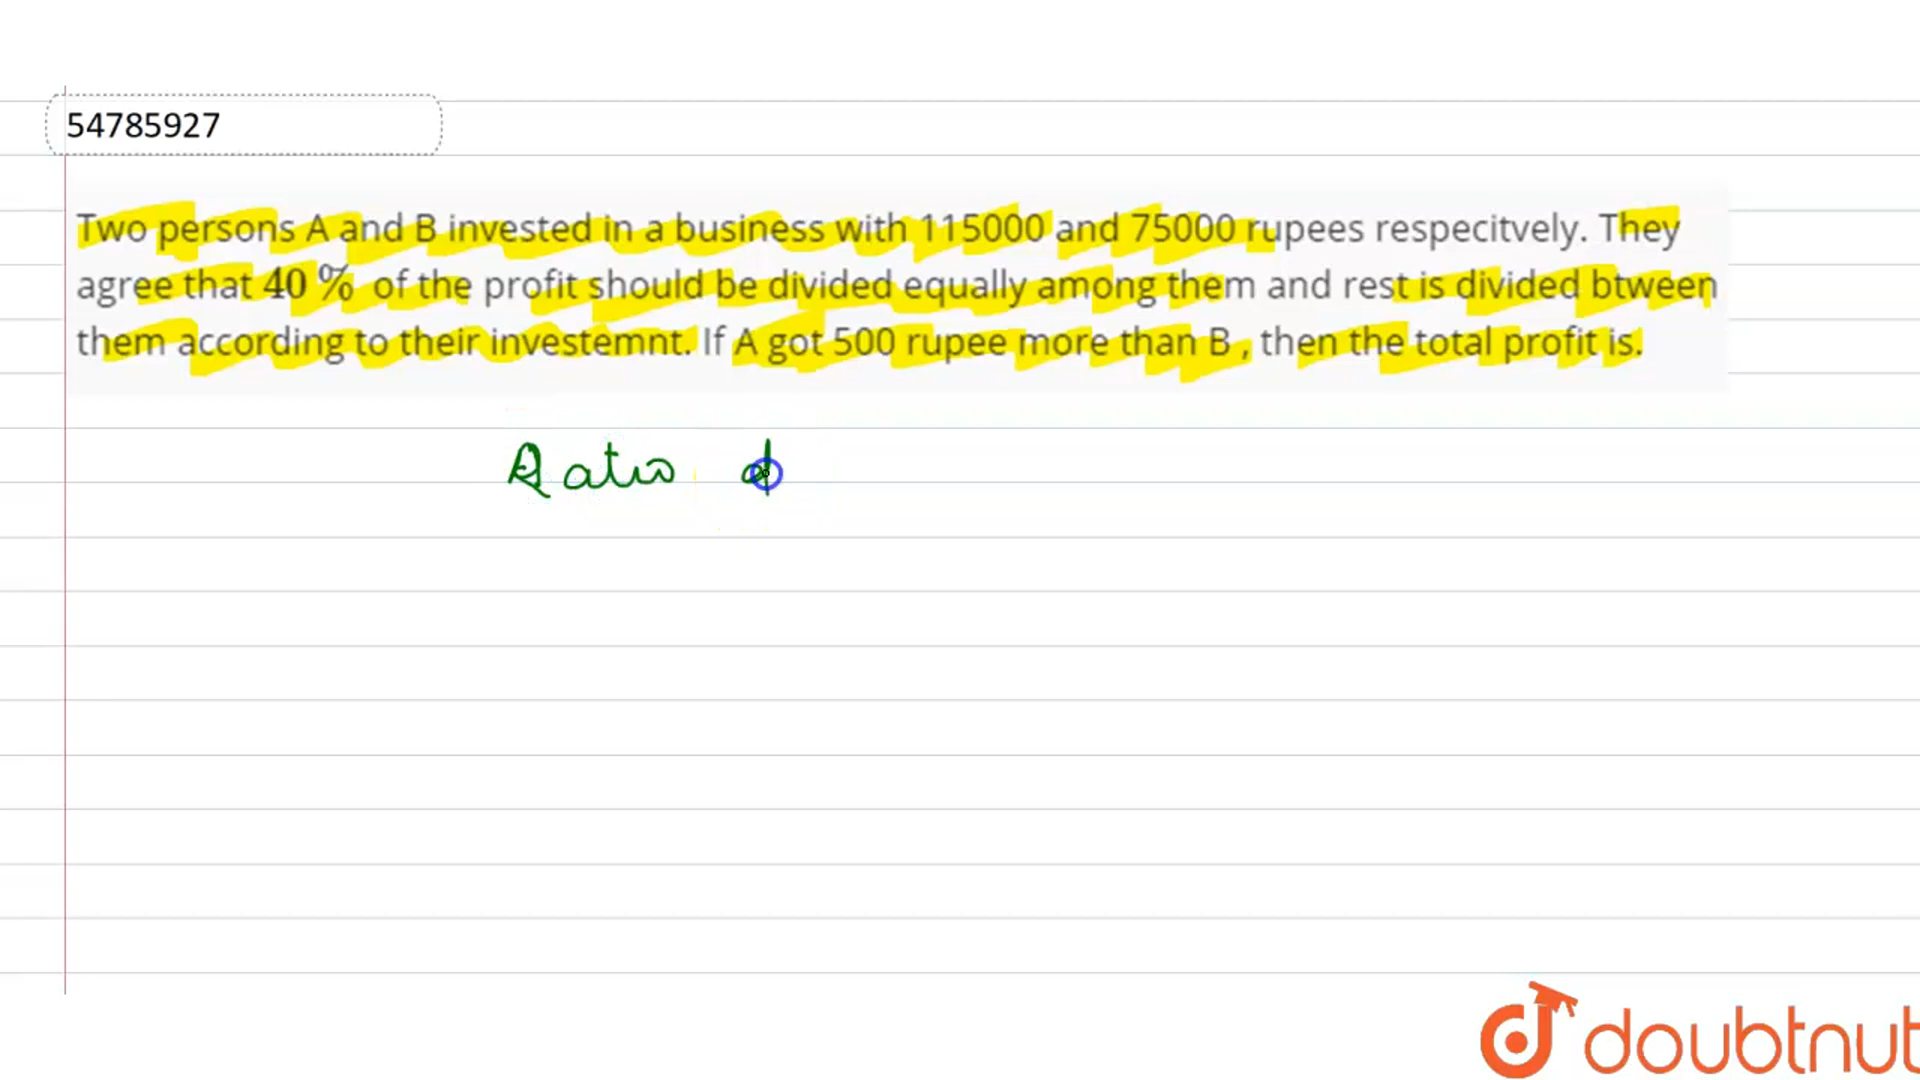 54785927
Two persons A and B invested in a business with 115000 and 75000 rupees respecitvely. They
agree that 40 % of the profit should be divided equally among them and rest is divided btween
them according to their investemnt. If A got 500 rupee more than B , then the total profit is.
Ratio
doubtnut